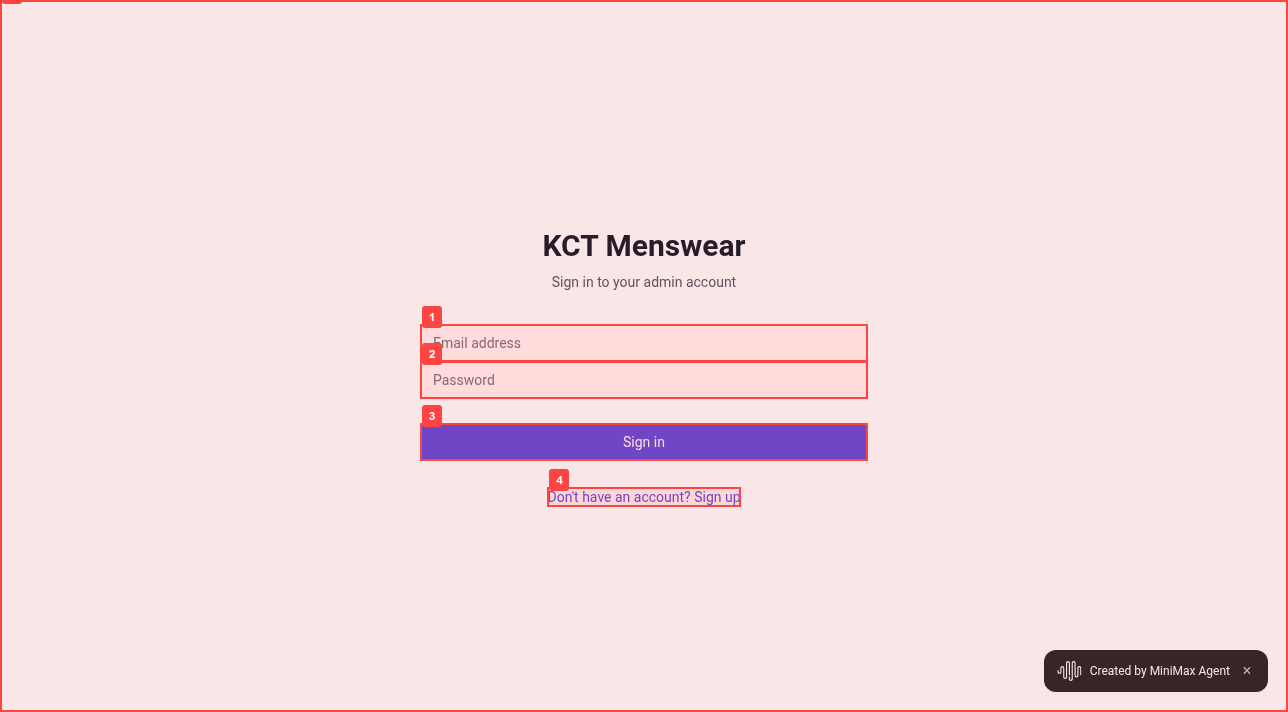 KCT Menswear
Sign in to your admin account
1
Email address
2
Password
3
Sign in
4
Don't have an account? Sign up
Created by MiniMax Agent ×